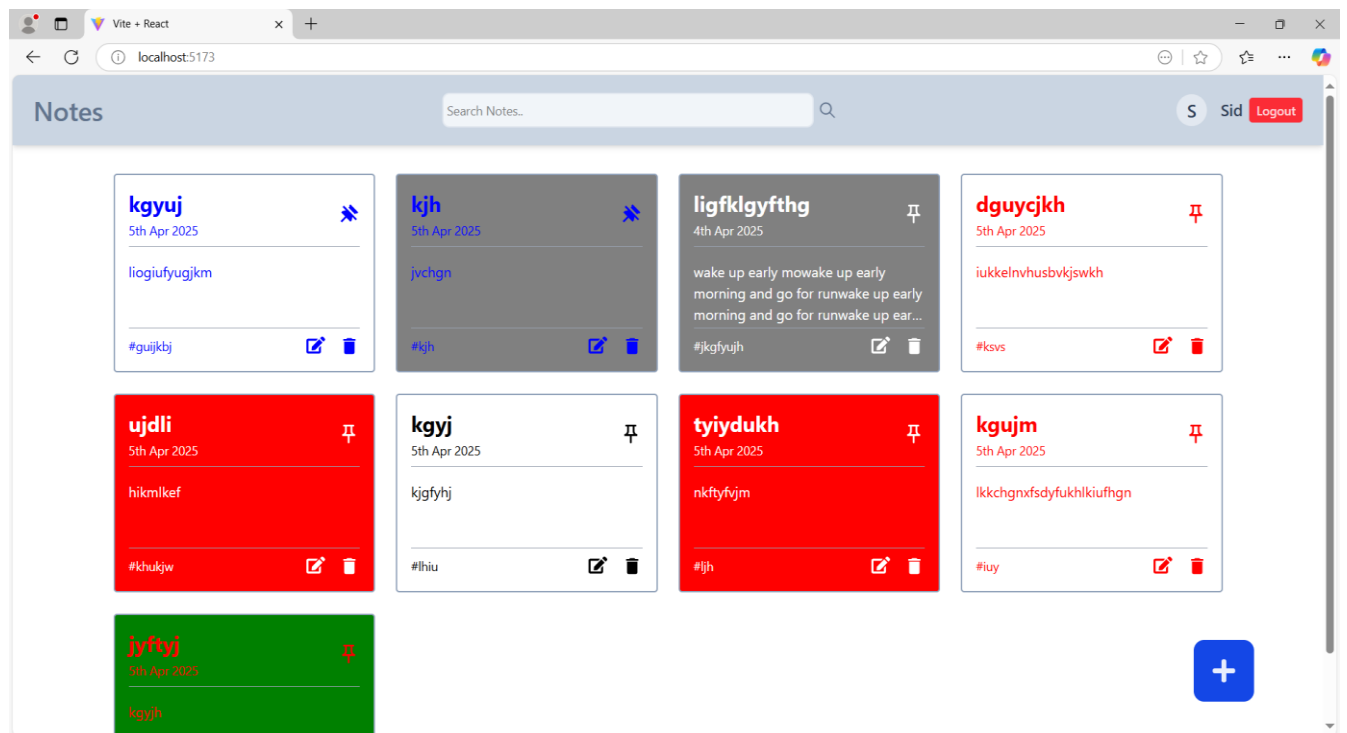 Vite + React
localhost:5173
Notes
Search Notes..
S
Sid
Logout
kgyuj
5th Apr 2025
liogiufyugjkm
#guijkbj
kjh
5th Apr 2025
jvchgn
#kjh
ligfklgyfthg
4th Apr 2025
wake up early mowake up early
morning and go for runwake up early
morning and go for runwake up ear...
#jkgfyujh
dguycjkh
5th Apr 2025
iukkelnvhusbvkjswkh
#ksvs
ujdli
5th Apr 2025
hikmlkef
#khukjw
kgyj
5th Apr 2025
kjgfyhj
#lhiu
tyiydukh
5th Apr 2025
nkftyfvjm
#ljh
kgujm
5th Apr 2025
lkkchgnxfsdyfukhlkiufhgn
#iuy
jyftyj
5th Apr 2025
kgyjh